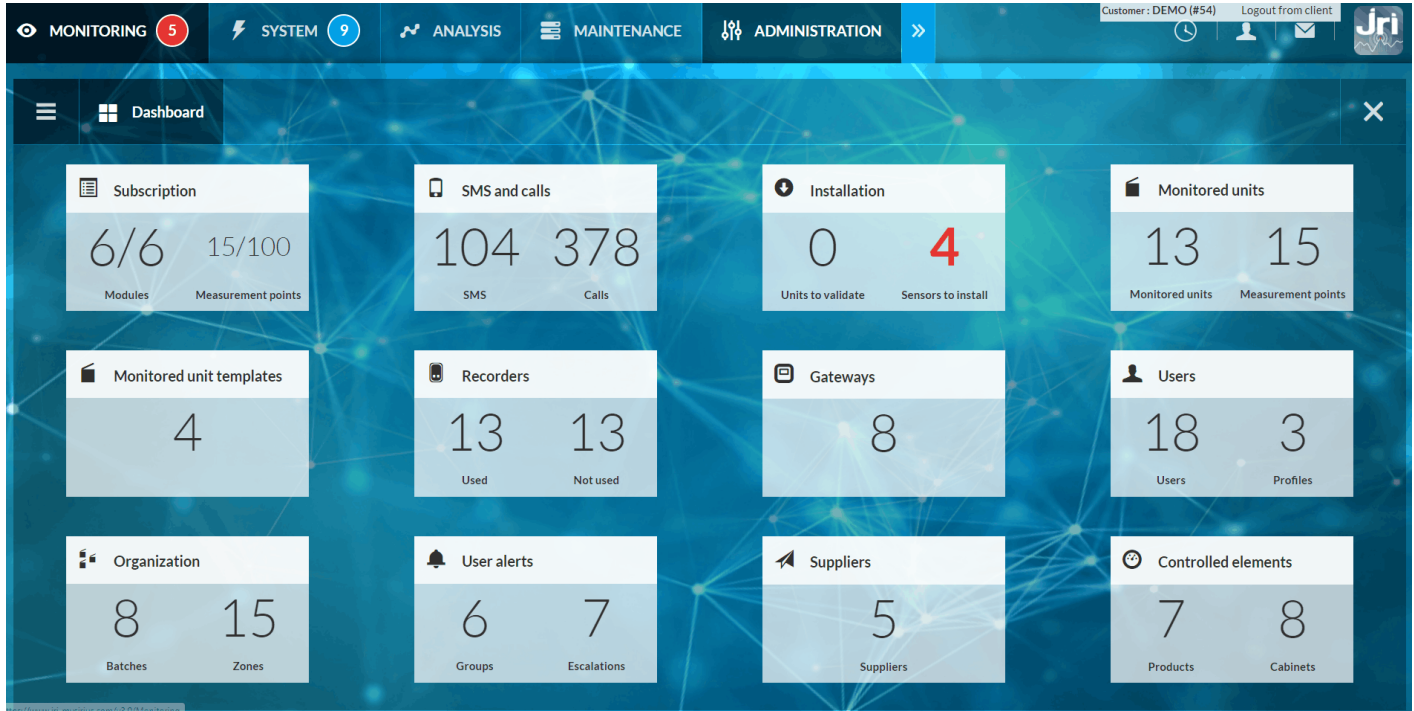 Customer : DEMO (#54) Logout from client
MONITORING 5 SYSTEM 9 ANALYSIS MAINTENANCE ADMINISTRATION »
jri
Dashboard
Subscription
6/6 15/100
Modules Measurement points
SMS and calls
104 378
SMS Calls
Installation
0 4
Units to validate Sensors to install
Monitored units
13 15
Monitored units Measurement points
Monitored unit templates
4
Recorders
13 13
Used Not used
Gateways
8
Users
18 3
Users Profiles
Organization
8 15
Batches Zones
User alerts
6 7
Groups Escalations
Suppliers
5
Suppliers
Controlled elements
7 8
Products Cabinets